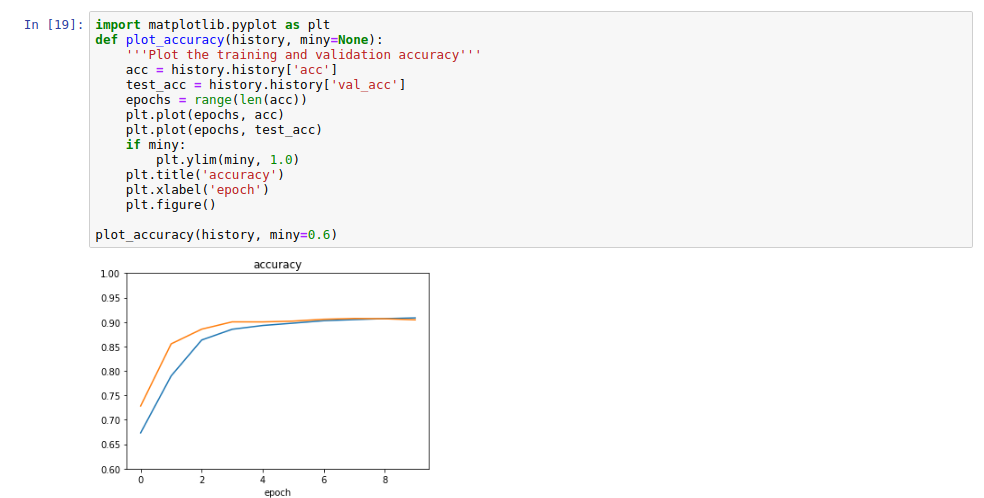 In [19]:
import matplotlib.pyplot as plt
def plot_accuracy(history, miny=None):
    '''Plot the training and validation accuracy'''
    acc = history.history['acc']
    test_acc = history.history['val_acc']
    epochs = range(len(acc))
    plt.plot(epochs, acc)
    plt.plot(epochs, test_acc)
    if miny:
        plt.ylim(miny, 1.0)
    plt.title('accuracy')
    plt.xlabel('epoch')
    plt.figure()

plot_accuracy(history, miny=0.6)
accuracy
1.00
0.95
0.90
0.85
0.80
0.75
0.70
0.65
0.60
0 2 4 6 8
epoch